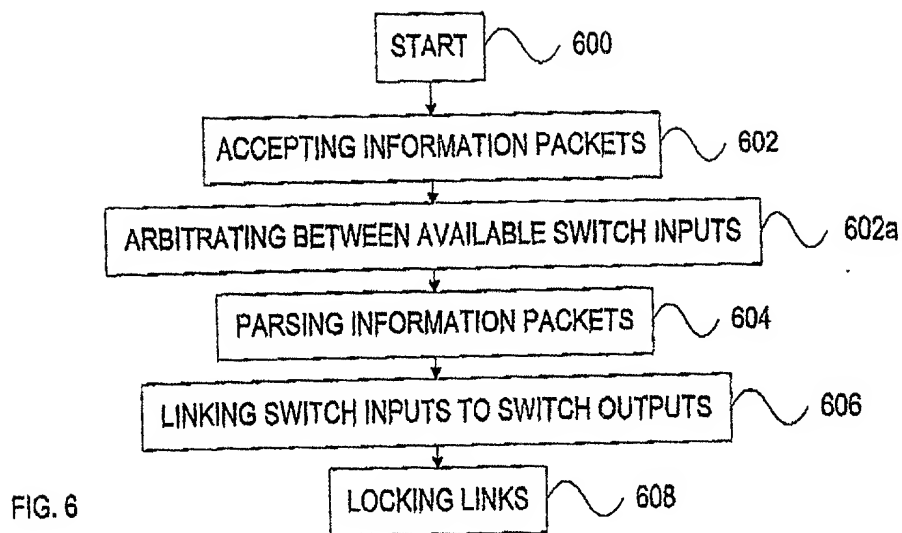 START 600
ACCEPTING INFORMATION PACKETS 602
ARBITRATING BETWEEN AVAILABLE SWITCH INPUTS 602a
PARSING INFORMATION PACKETS 604
LINKING SWITCH INPUTS TO SWITCH OUTPUTS 606
LOCKING LINKS 608
FIG. 6